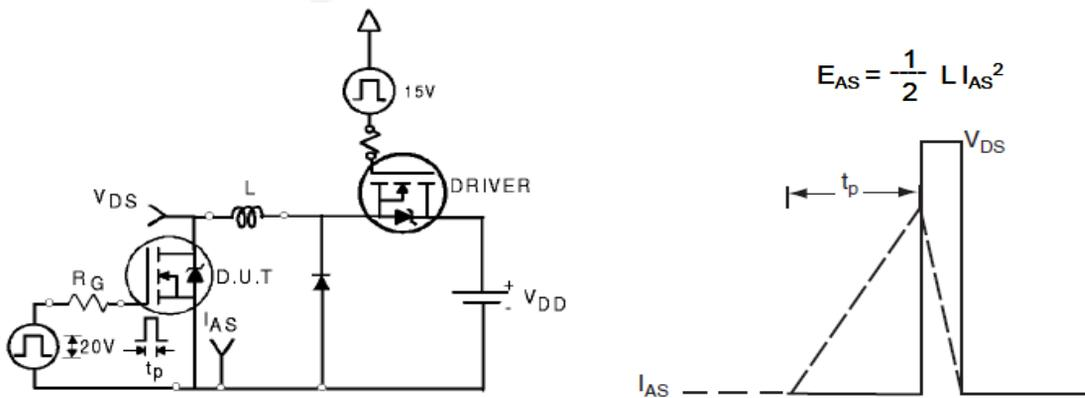 15V
DRIVER
L
VDS
D.U.T
RG
IAS
20V
tp
+
-
VDD
EAS = 1/2 L IAS²
VDS
tp
IAS